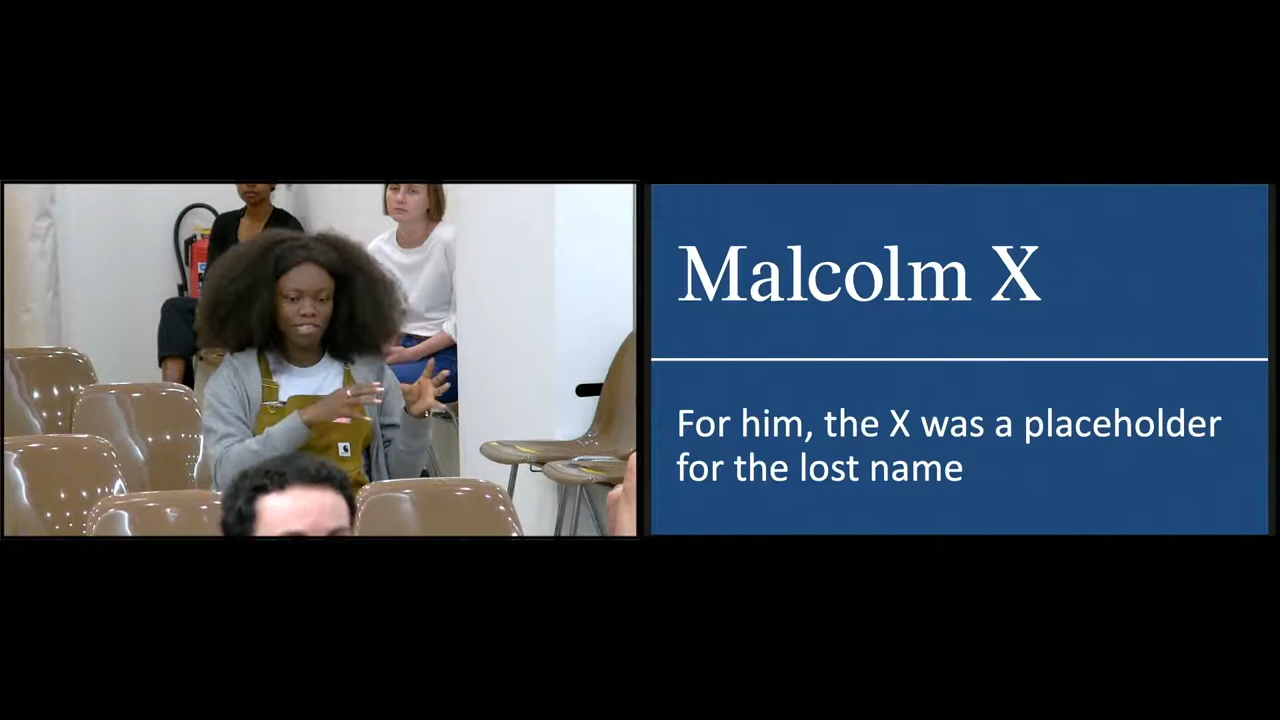 Malcolm X
For him, the X was a placeholder
for the lost name